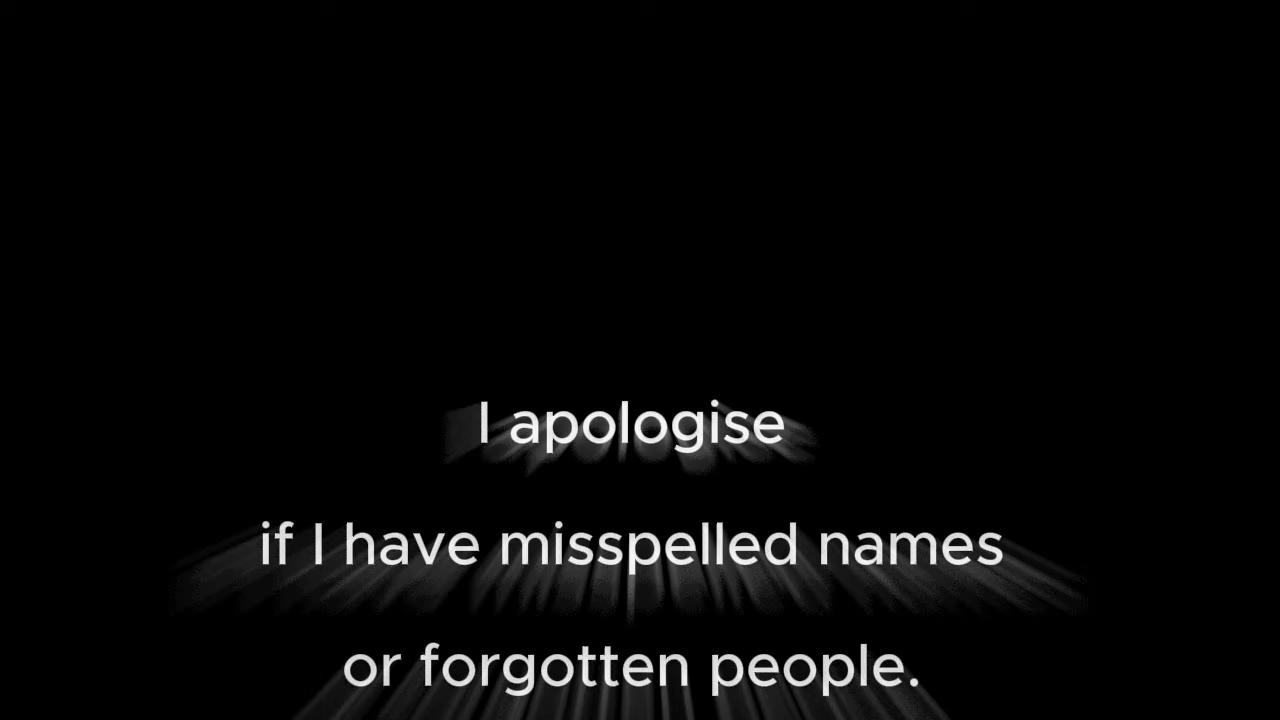 I apologise
if I have misspelled names
or forgotten people.